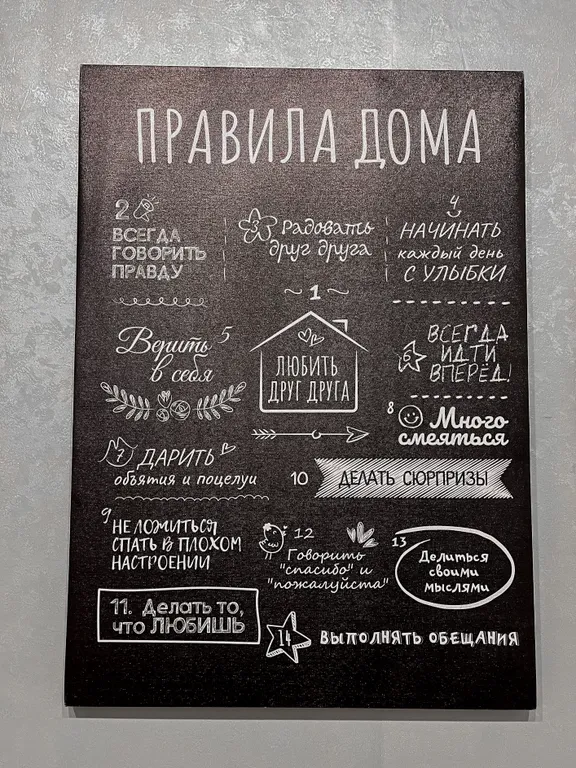 ПРАВИЛА ДОМА
2
ВСЕГДА
ГОВОРИТЬ
ПРАВДУ
3 Радовать
друг друга
4
НАЧИНАТЬ
каждый день
С УЛЫБКИ
~ 1 ~
ЛЮБИТЬ
ДРУГ ДРУГА
Верить 5
в себя
6 ВСЕГДА
ИДТИ
ВПЕРЁД!
7 ДАРИТЬ
объятия и поцелуи
8 Много
смеяться
10 ДЕЛАТЬ СЮРПРИЗЫ
9 НЕ ЛОЖИТЬСЯ
СПАТЬ В ПЛОХОМ
НАСТРОЕНИИ
12
Говорить
"спасибо" и
"пожалуйста"
13
Делиться
своими
мыслями
11. Делать то,
что ЛЮБИШЬ
14 ВЫПОЛНЯТЬ ОБЕЩАНИЯ